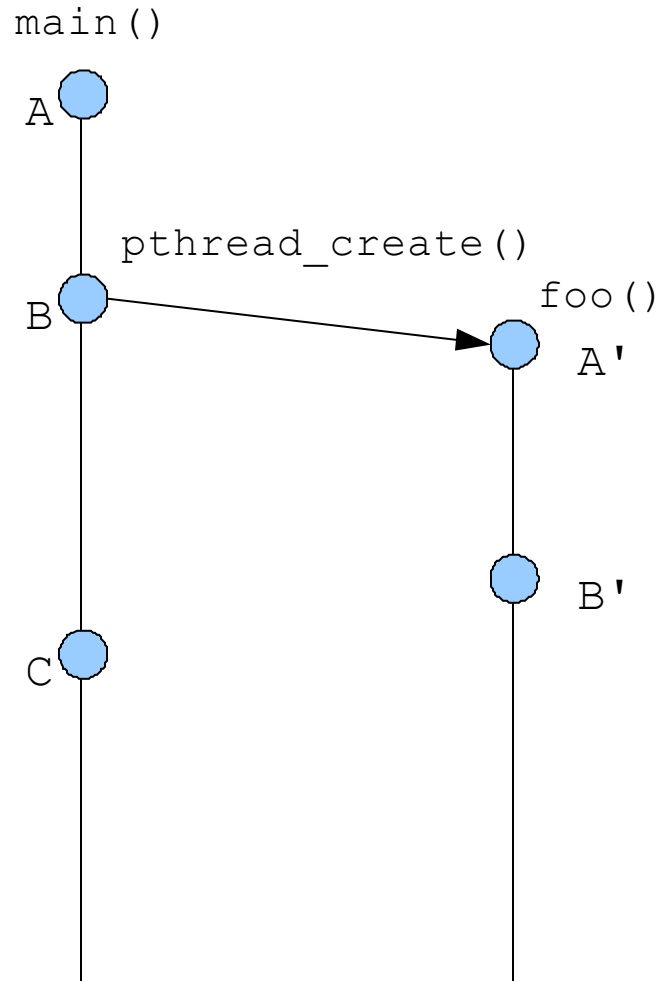 main()
A
pthread_create()
foo()
B
A'
B'
C